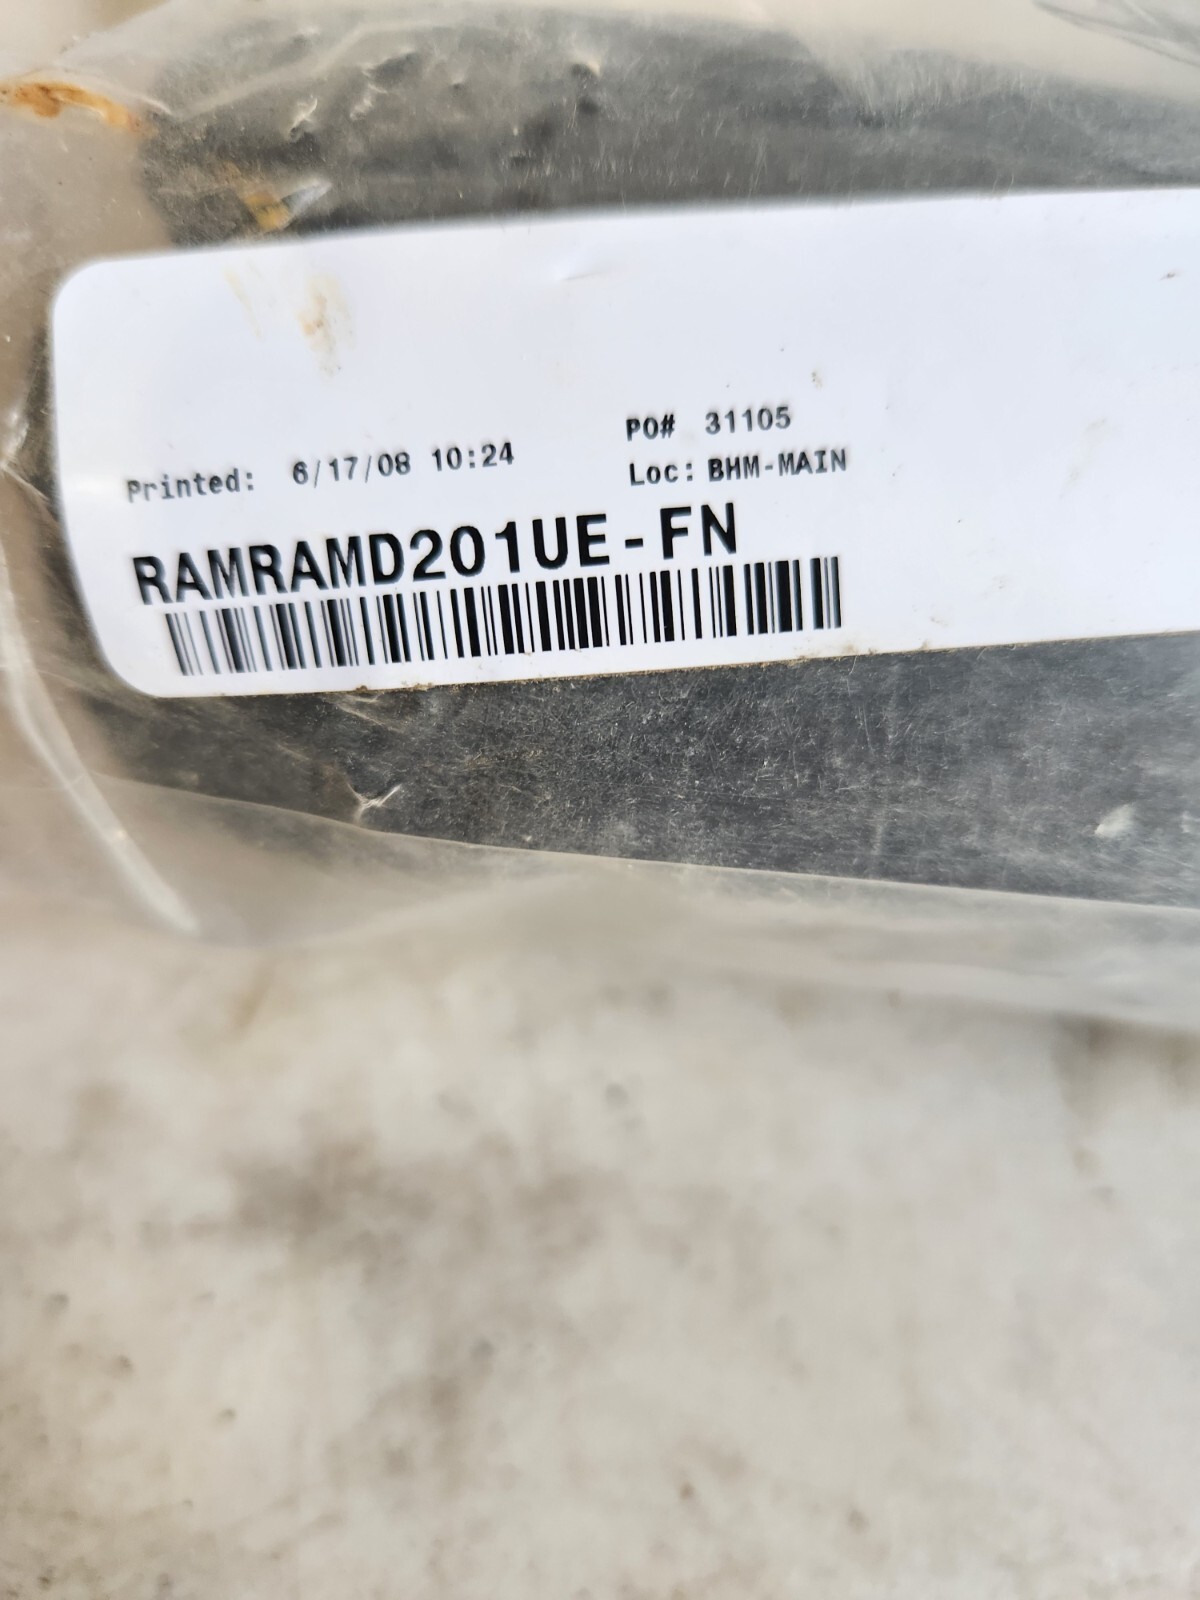 PO# 31105
Printed: 6/17/08 10:24
Loc: BHM-MAIN
RAMRAMD201UE-FN